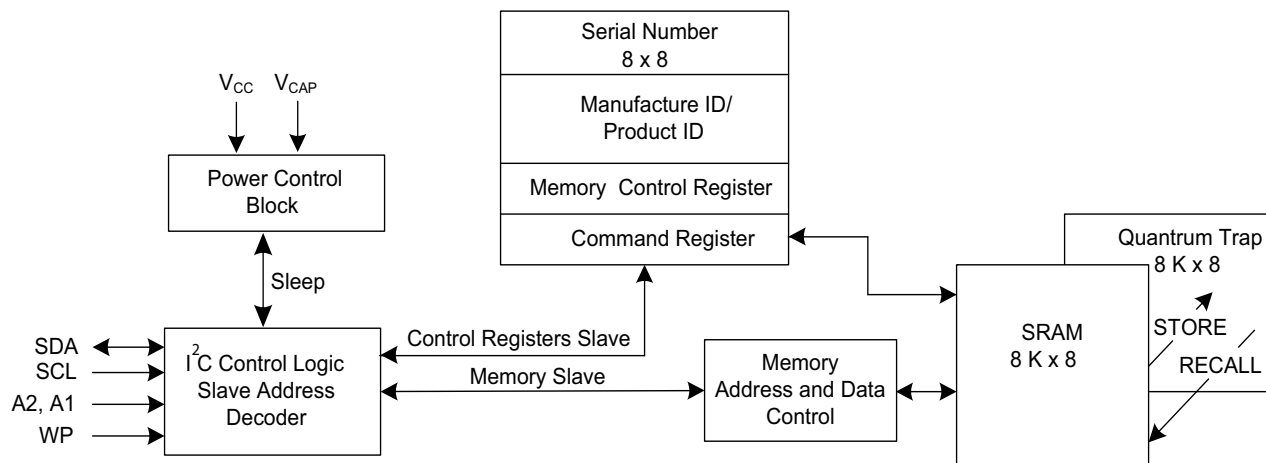 Serial Number
8 x 8
Manufacture ID/
Product ID
Memory Control Register
Command Register
VCC VCAP
Power Control
Block
Sleep
Quantrum Trap
8 K x 8
SRAM
8 K x 8
STORE
RECALL
SDA
SCL
A2, A1
WP
I2C Control Logic
Slave Address
Decoder
Control Registers Slave
Memory Slave
Memory
Address and Data
Control